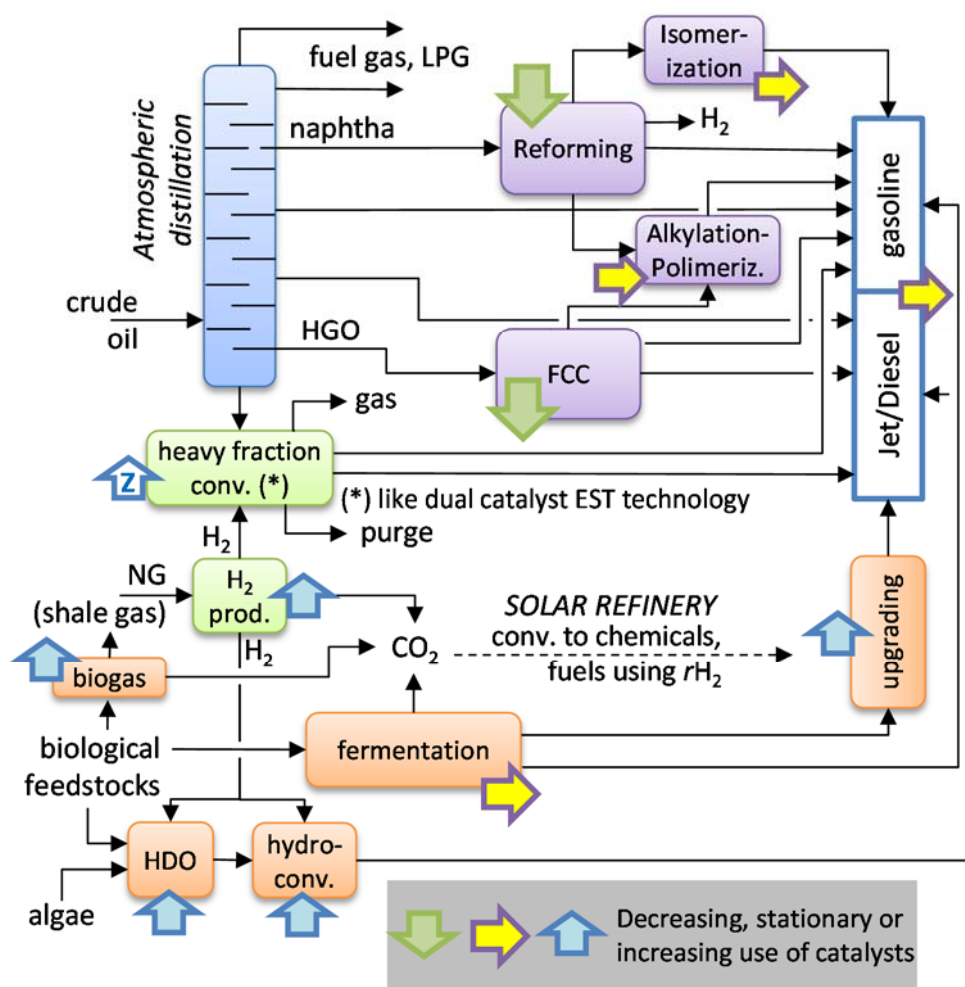 fuel gas, LPG
Isomer-
ization
naphtha
H2
Reforming
Atmospheric
distillation
gasoline
Alkylation-
Polimeriz.
crude
oil
HGO
FCC
Jet/Diesel
gas
heavy fraction
conv. (*)
Z
(*) like dual catalyst EST technology
purge
H2
NG
(shale gas)
H2
prod.
H2
SOLAR REFINERY
conv. to chemicals,
fuels using rH2
CO2
upgrading
biogas
biological
feedstocks
fermentation
HDO
hydro-
conv.
algae
Decreasing, stationary or
increasing use of catalysts